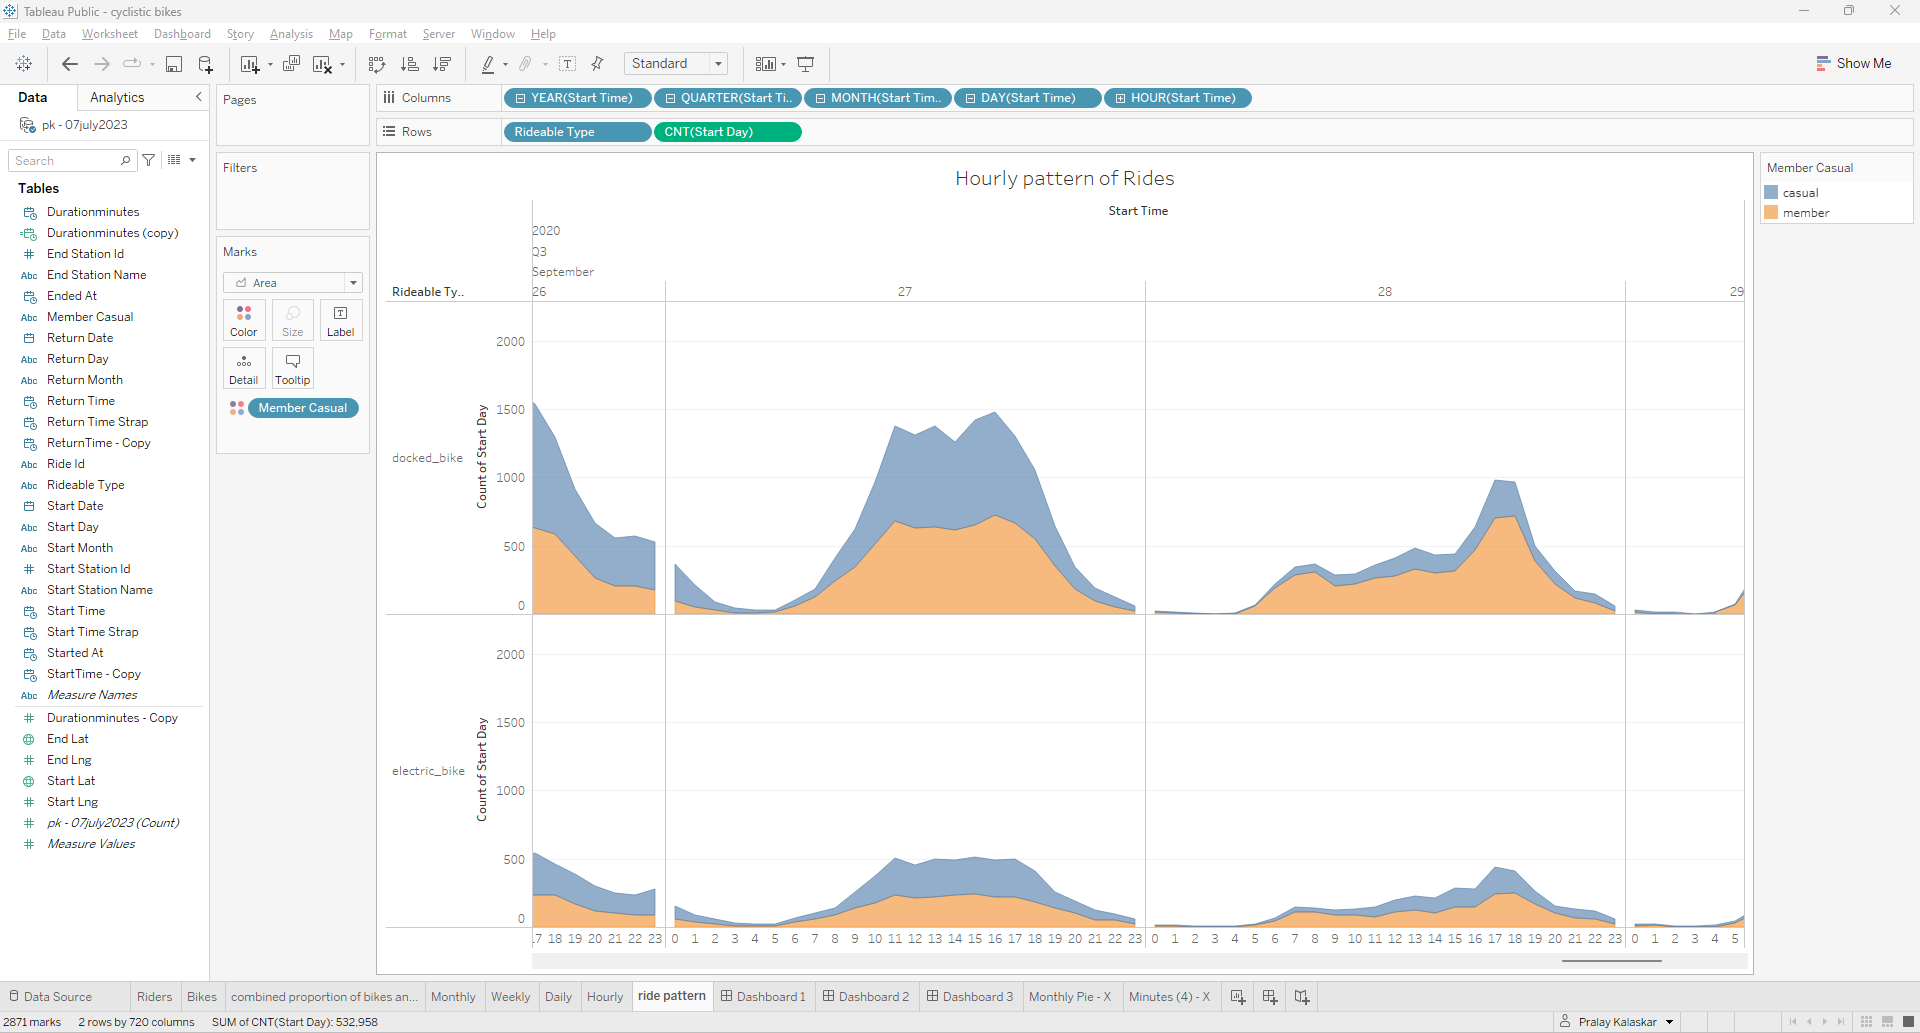 Tableau Public - cyclistic bikes
File Data Worksheet Dashboard Story Analysis Map Format Server Window Help
Standard
Show Me
Data Analytics
pk - 07july2023
Search
Tables
Durationminutes
Durationminutes (copy)
End Station Id
Abc End Station Name
Ended At
Abc Member Casual
Return Date
Abc Return Day
Abc Return Month
Return Time
Return Time Strap
ReturnTime - Copy
Abc Ride Id
Abc Rideable Type
Start Date
Abc Start Day
Abc Start Month
Start Station Id
Abc Start Station Name
Start Time
Start Time Strap
Started At
StartTime - Copy
Abc Measure Names
Durationminutes - Copy
End Lat
End Lng
Start Lat
Start Lng
pk - 07july2023 (Count)
Measure Values
Pages
Filters
Marks
Area
Color Size Label
Detail Tooltip
Member Casual
Columns YEAR(Start Time) QUARTER(Start Ti.. MONTH(Start Tim.. DAY(Start Time) HOUR(Start Time)
Rows Rideable Type CNT(Start Day)
Hourly pattern of Rides
Start Time
2020
Q3
September
Rideable Ty.. 26 27 28 29
2000
1500
1000
500
0
docked_bike
Count of Start Day
2000
1500
1000
500
0
electric_bike
Count of Start Day
17 18 19 20 21 22 23 0 1 2 3 4 5 6 7 8 9 10 11 12 13 14 15 16 17 18 19 20 21 22 23 0 1 2 3 4 5 6 7 8 9 10 11 12 13 14 15 16 17 18 19 20 21 22 23 0 1 2 3 4 5
Member Casual
casual
member
Data Source Riders Bikes combined proportion of bikes an... Monthly Weekly Daily Hourly ride pattern Dashboard 1 Dashboard 2 Dashboard 3 Monthly Pie - X Minutes (4) - X
2871 marks 2 rows by 720 columns SUM of CNT(Start Day): 532,958 Pralay Kalaskar